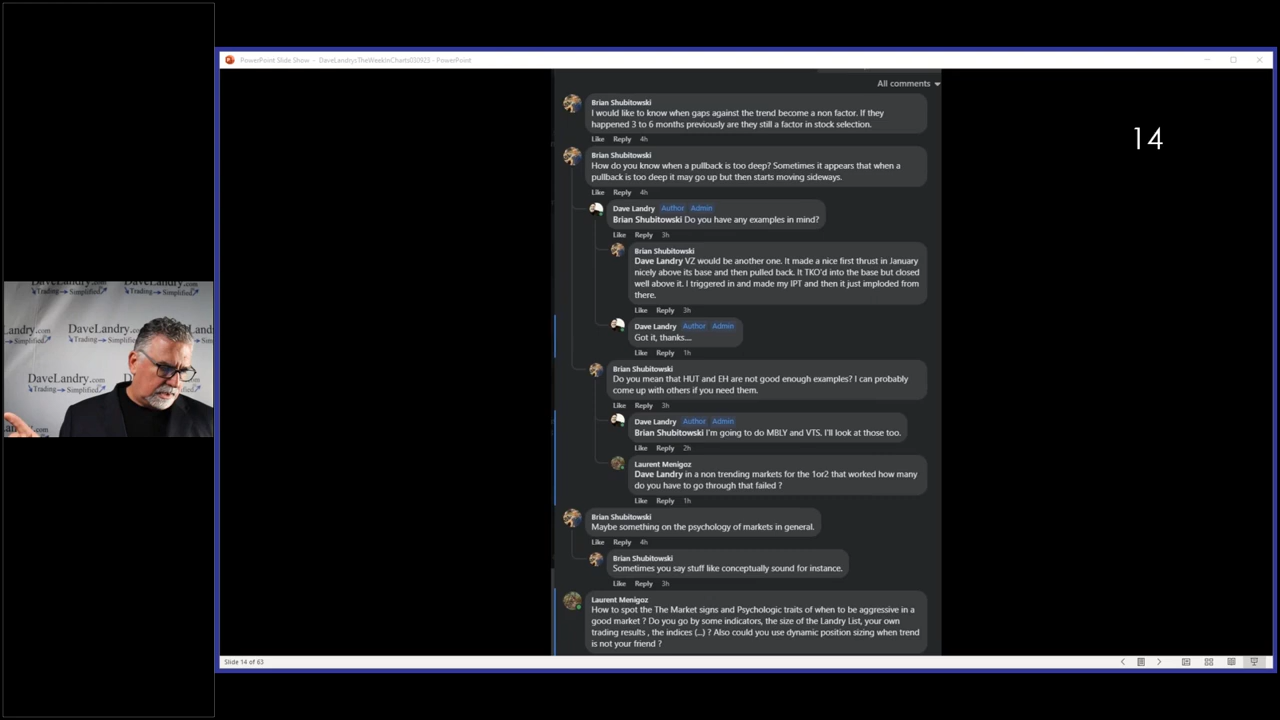 PowerPoint Slide Show - DaveLandrysTheWeekInCharts030923 - PowerPoint
All comments
14
Brian Shubitowski
I would like to know when gaps against the trend become a non factor. If they
happened 3 to 6 months previously are they still a factor in stock selection.
Like Reply 4h
Brian Shubitowski
How do you know when a pullback is too deep? Sometimes it appears that when a
pullback is too deep it may go up but then starts moving sideways.
Like Reply 4h
Dave Landry Author Admin
Brian Shubitowski Do you have any examples in mind?
Like Reply 3h
Brian Shubitowski
Dave Landry VZ would be another one. It made a nice first thrust in January
nicely above its base and then pulled back. It TKO'd into the base but closed
well above it. I triggered in and made my IPT and then it just imploded from
there.
Like Reply 3h
Dave Landry Author Admin
Got it, thanks....
Like Reply 1h
Brian Shubitowski
Do you mean that HUT and EH are not good enough examples? I can probably
come up with others if you need them.
Like Reply 3h
Dave Landry Author Admin
Brian Shubitowski I'm going to do MBLY and VTS. I'll look at those too.
Like Reply 2h
Laurent Menigoz
Dave Landry in a non trending markets for the 1or2 that worked how many
do you have to go through that failed ?
Like Reply 1h
Brian Shubitowski
Maybe something on the psychology of markets in general.
Like Reply 4h
Brian Shubitowski
Sometimes you say stuff like conceptually sound for instance.
Like Reply 3h
Laurent Menigoz
How to spot the The Market signs and Psychologic traits of when to be aggressive in a
good market ? Do you go by some indicators, the size of the Landry List, your own
trading results , the indices (...) ? Also could you use dynamic position sizing when trend
is not your friend ?
DaveLandry.com
Trading Simplified
DaveLandry.com
Trading Simplified
Slide 14 of 63